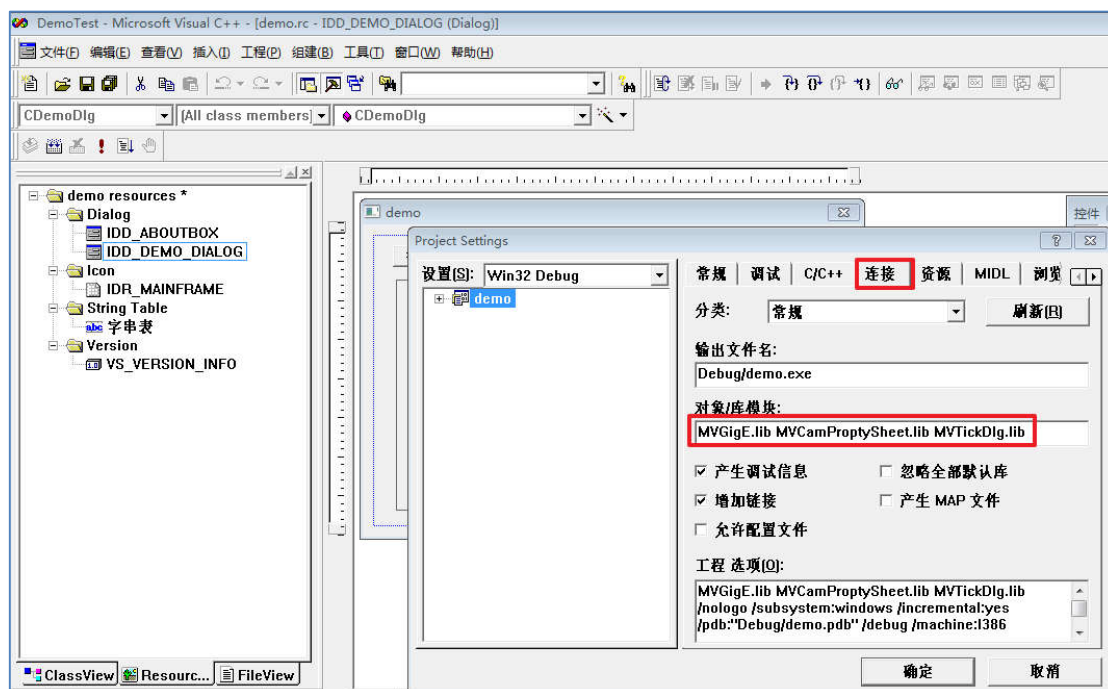 DemoTest - Microsoft Visual C++ - [demo.rc - IDD_DEMO_DIALOG (Dialog)]
文件(F) 编辑(E) 查看(V) 插入(I) 工程(P) 组建(B) 工具(T) 窗口(W) 帮助(H)
CDemoDlg (All class members) CDemoDlg
demo resources *
Dialog
IDD_ABOUTBOX
IDD_DEMO_DIALOG
Icon
IDR_MAINFRAME
String Table
abc 字串表
Version
1.0 VS_VERSION_INFO
ClassView Resourc... FileView
demo
控件
Project Settings
设置(S): Win32 Debug
demo
常规 调试 C/C++ 连接 资源 MIDL 浏览
分类: 常规 刷新(R)
输出文件名:
Debug/demo.exe
对象/库模块:
MVGigE.lib MVCamProptySheet.lib MVTickDlg.lib
产生调试信息 忽略全部默认库
增加链接 产生 MAP 文件
允许配置文件
工程 选项(O):
MVGigE.lib MVCamProptySheet.lib MVTickDlg.lib
/nologo /subsystem:windows /incremental:yes
/pdb:"Debug/demo.pdb" /debug /machine:I386
确定 取消